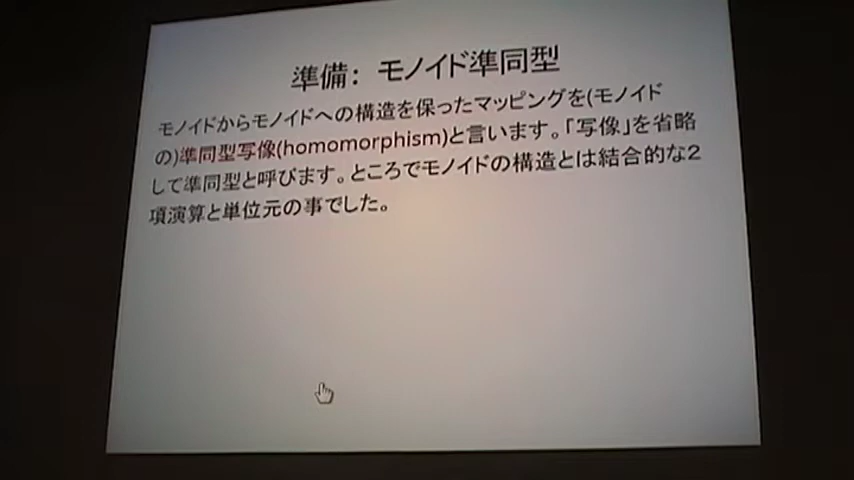 準備： モノイド準同型
モノイドからモノイドへの構造を保ったマッピングを(モノイド
の)準同型写像(homomorphism)と言います。「写像」を省略
して準同型と呼びます。ところでモノイドの構造とは結合的な２
項演算と単位元の事でした。